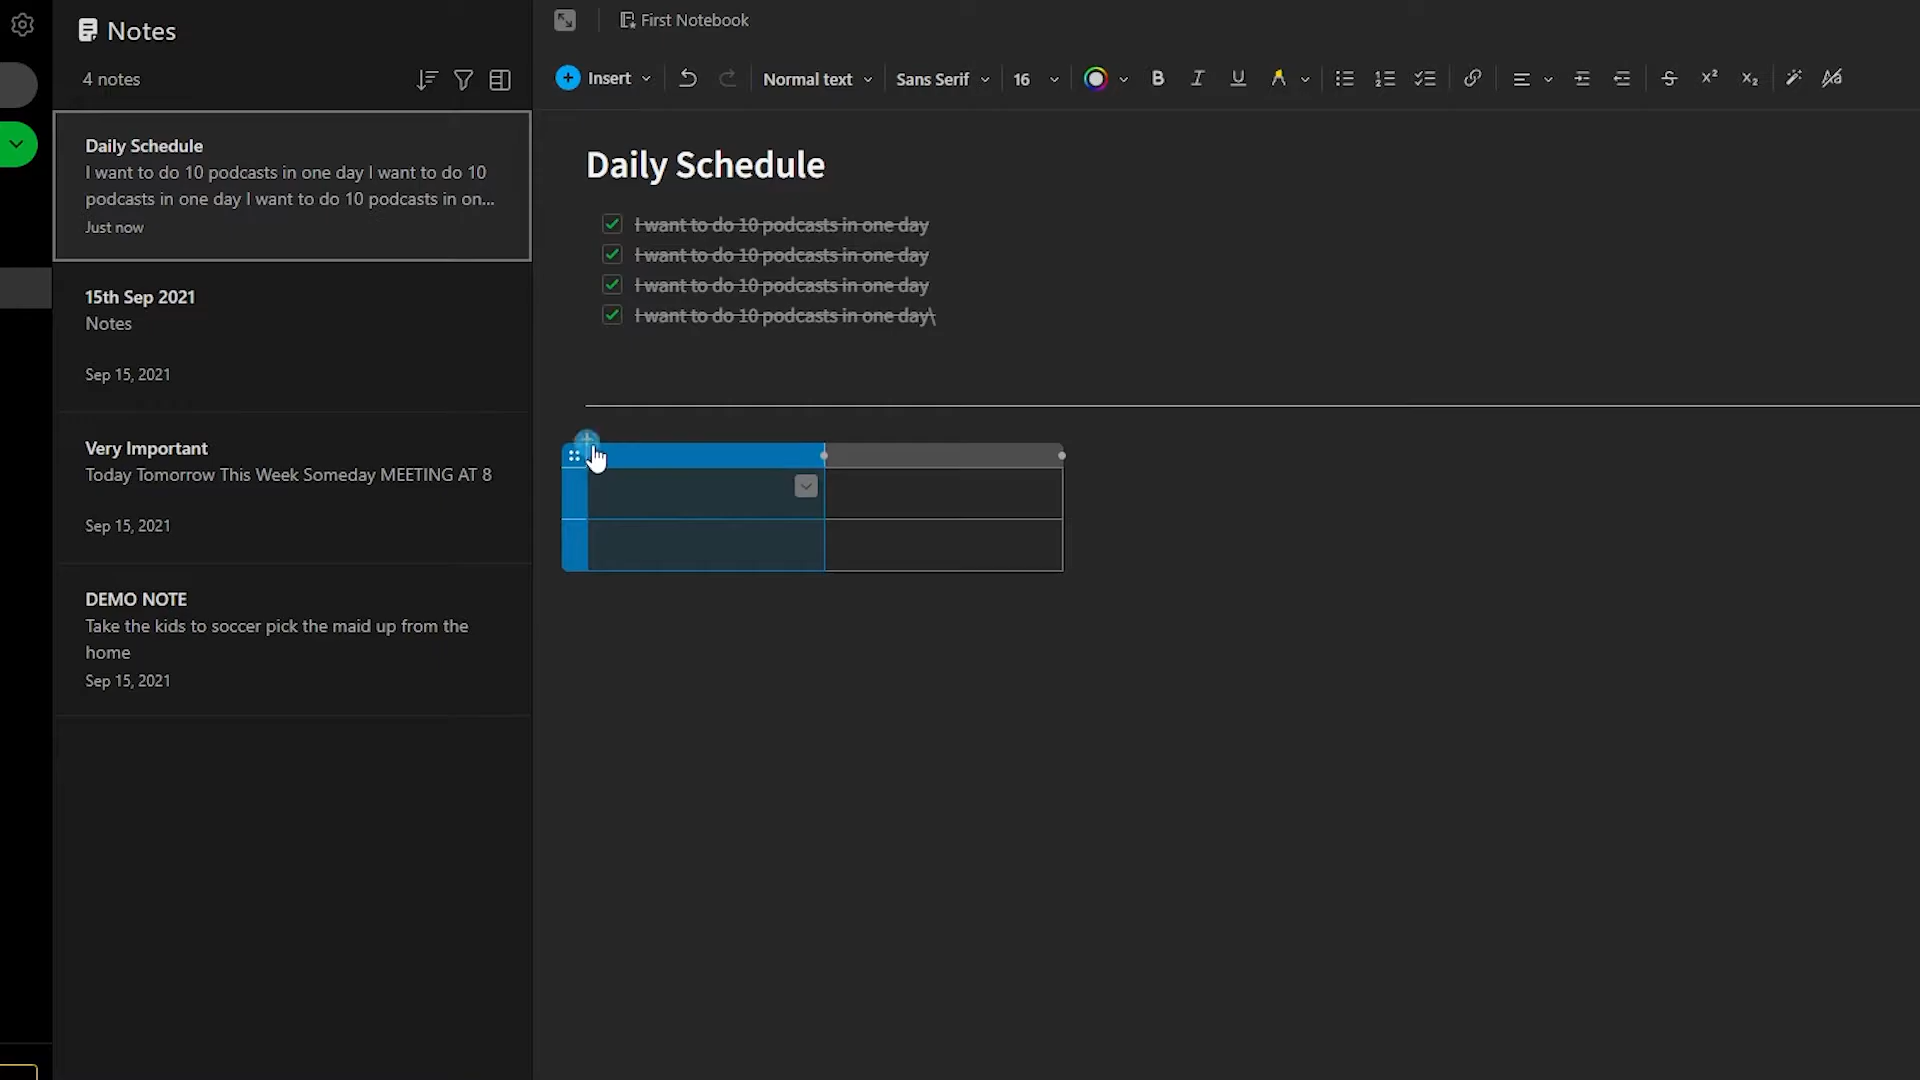 Notes
4 notes
Daily Schedule
I want to do 10 podcasts in one day I want to do 10
podcasts in one day I want to do 10 podcasts in on...
Just now
15th Sep 2021
Notes
Sep 15, 2021
Very Important
Today Tomorrow This Week Someday MEETING AT 8
Sep 15, 2021
DEMO NOTE
Take the kids to soccer pick the maid up from the
home
Sep 15, 2021
First Notebook
Insert Normal text Sans Serif 16
Daily Schedule
I want to do 10 podcasts in one day
I want to do 10 podcasts in one day
I want to do 10 podcasts in one day
I want to do 10 podcasts in one day\